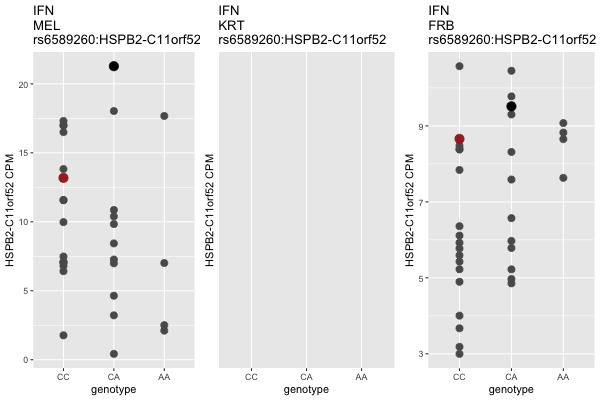 IFN
MEL
rs6589260:HSPB2-C11orf52
HSPB2-C11orf52 CPM
20
15
10
5
0
CC CA AA
genotype
IFN
KRT
rs6589260:HSPB2-C11orf52
HSPB2-C11orf52 CPM
CC CA AA
genotype
IFN
FRB
rs6589260:HSPB2-C11orf52
HSPB2-C11orf52 CPM
9
7
5
3
CC CA AA
genotype